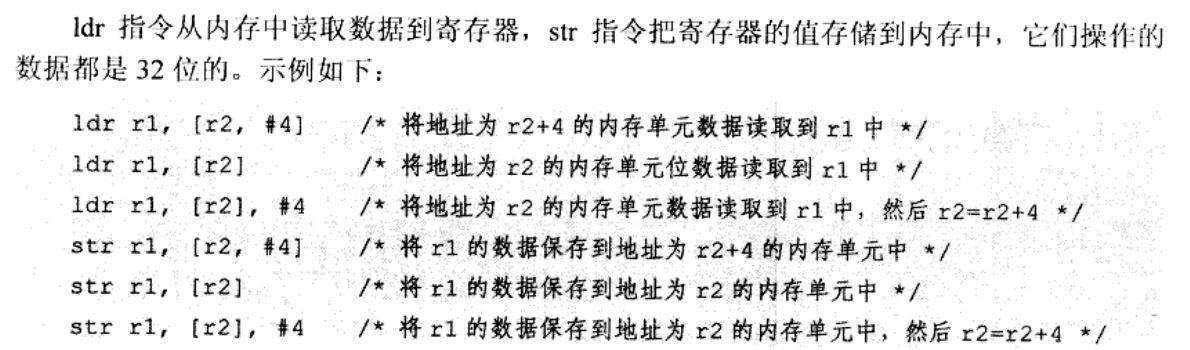 ldr 指令从内存中读取数据到寄存器，str 指令把寄存器的值存储到内存中，它们操作的
数据都是 32 位的。示例如下：
ldr r1, [r2, #4] /* 将地址为 r2+4 的内存单元数据读取到 r1 中 */
ldr r1, [r2] /* 将地址为 r2 的内存单元位数据读取到 r1 中 */
ldr r1, [r2], #4 /* 将地址为 r2 的内存单元数据读取到 r1 中，然后 r2=r2+4 */
str r1, [r2, #4] /* 将 r1 的数据保存到地址为 r2+4 的内存单元中 */
str r1, [r2] /* 将 r1 的数据保存到地址为 r2 的内存单元中 */
str r1, [r2], #4 /* 将 r1 的数据保存到地址为 r2 的内存单元中，然后 r2=r2+4 */